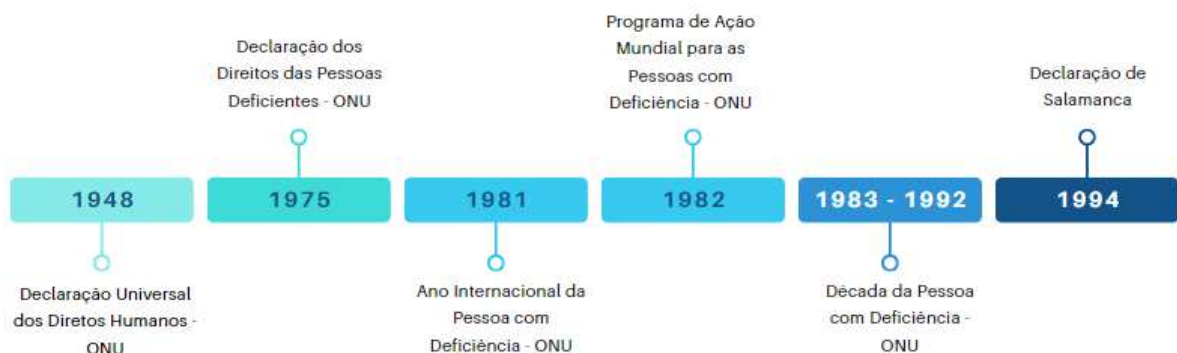 Declaração dos
Direitos das Pessoas
Deficientes - ONU
Programa de Ação
Mundial para as
Pessoas com
Deficiência - ONU
Declaração de
Salamanca
1948
1975
1981
1982
1983 - 1992
1994
Declaração Universal
dos Diretos Humanos -
ONU
Ano Internacional da
Pessoa com
Deficiência - ONU
Década da Pessoa
com Deficiência -
ONU